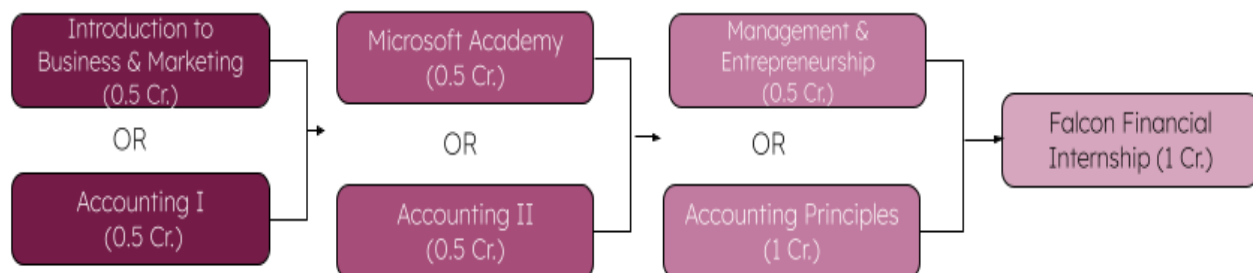 Introduction to
Business & Marketing
(0.5 Cr.)
OR
Accounting I
(0.5 Cr.)
Microsoft Academy
(0.5 Cr.)
OR
Accounting II
(0.5 Cr.)
Management &
Entrepreneurship
(0.5 Cr.)
OR
Accounting Principles
(1 Cr.)
Falcon Financial
Internship (1 Cr.)